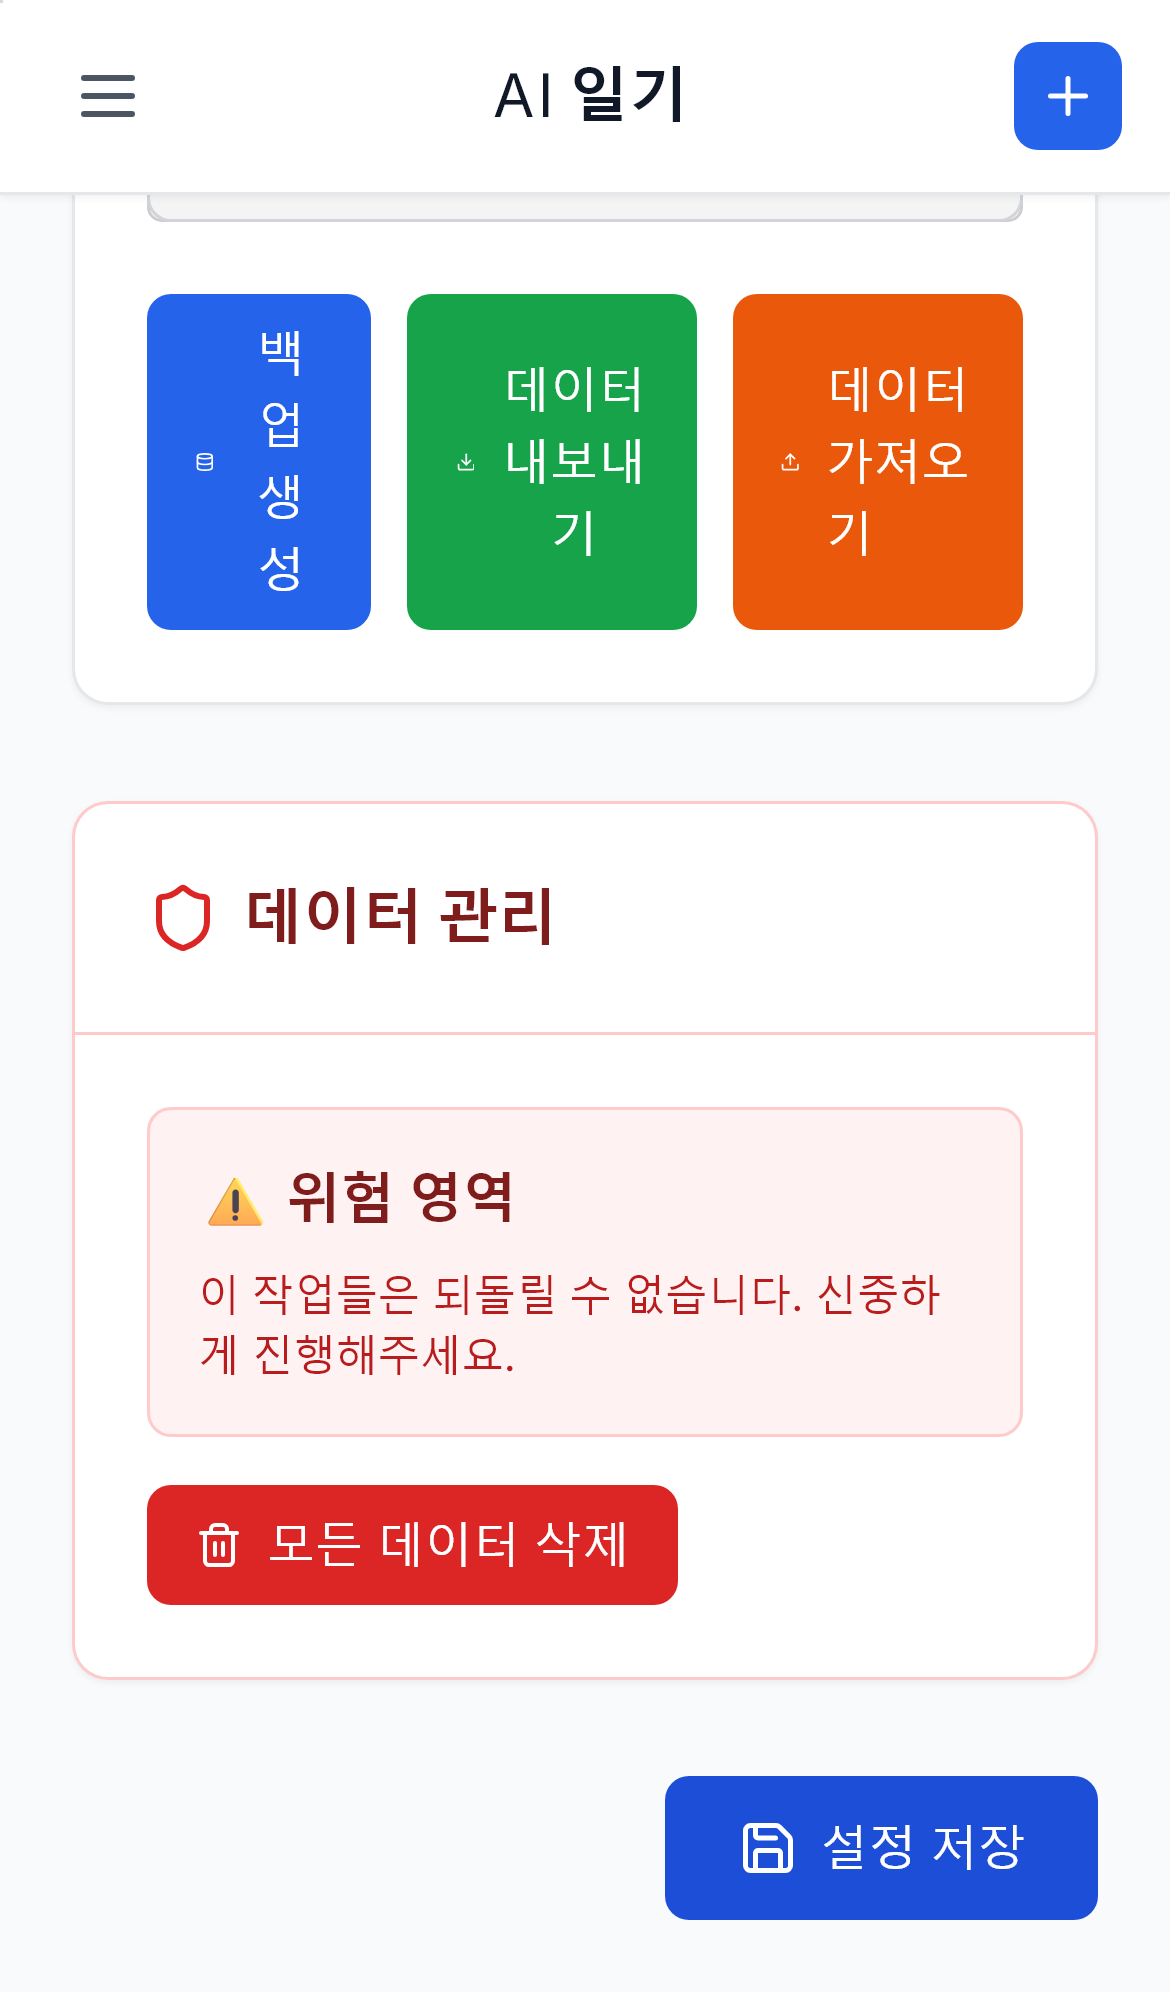 AI 일기
백
업
생
성
데이터
내보내
기
데이터
가져오
기
데이터 관리
⚠️ 위험 영역
이 작업들은 되돌릴 수 없습니다. 신중하
게 진행해주세요.
모든 데이터 삭제
설정 저장